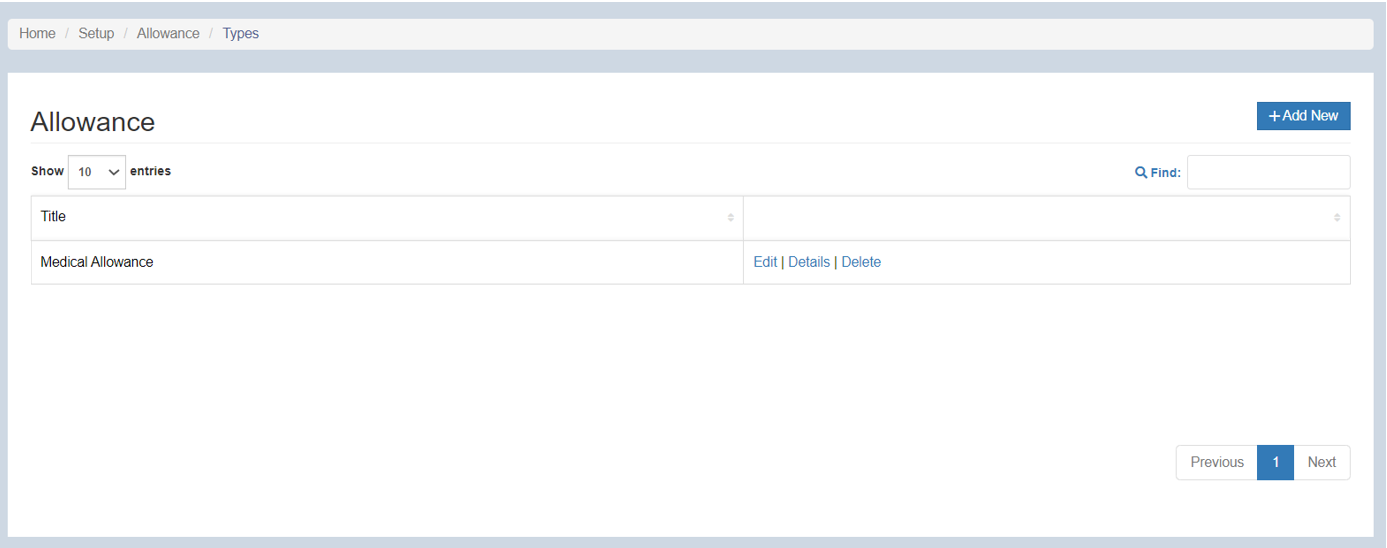 Home / Setup / Allowance / Types
Allowance
+ Add New
Show 10 entries
Find:
Title
Medical Allowance Edit | Details | Delete
Previous 1 Next